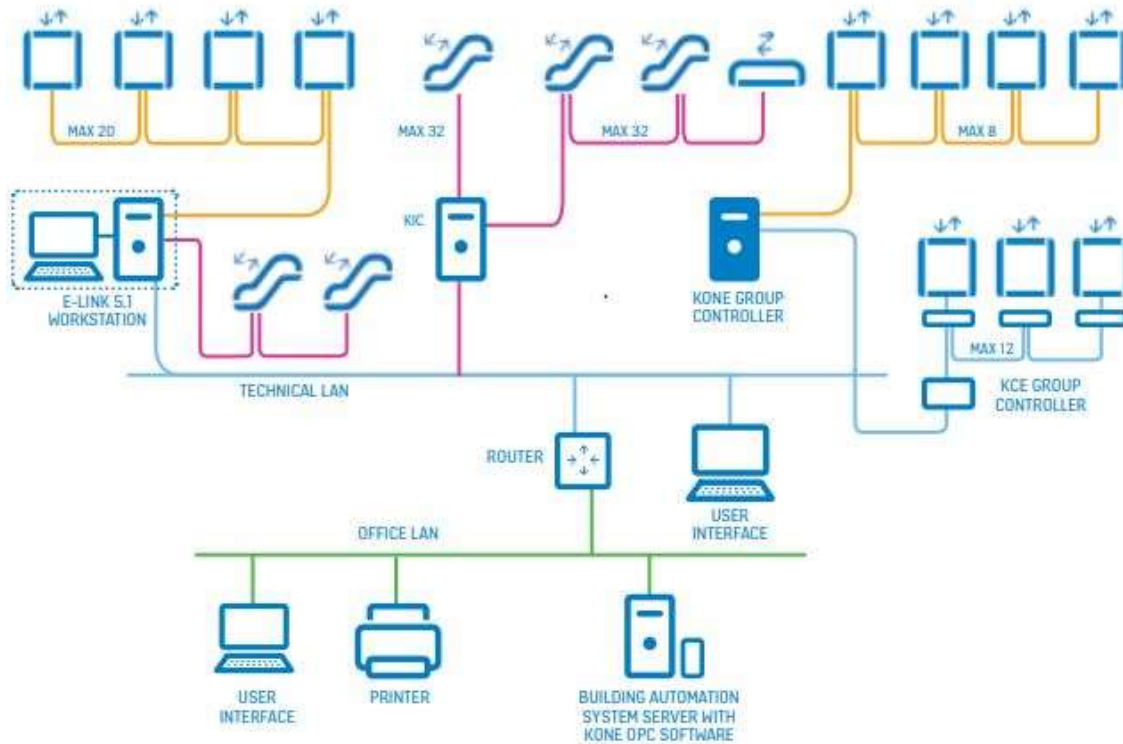 MAX 20
MAX 32
MAX 32
MAX 8
KIC
E-LINK 5.1
WORKSTATION
KONE GROUP
CONTROLLER
MAX 12
KCE GROUP
CONTROLLER
TECHNICAL LAN
ROUTER
USER
INTERFACE
OFFICE LAN
USER
INTERFACE
PRINTER
BUILDING AUTOMATION
SYSTEM SERVER WITH
KONE OPC SOFTWARE